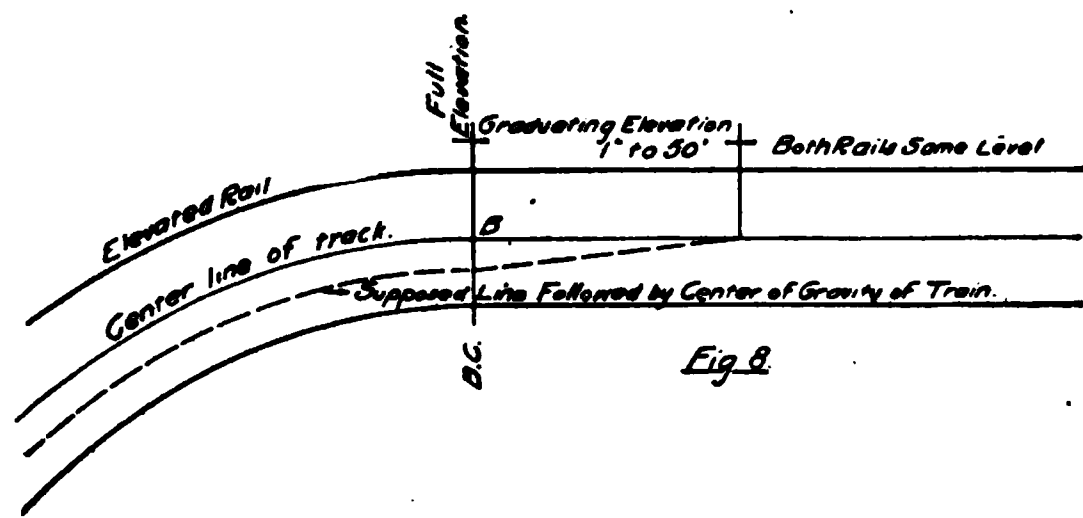 Full
Elevation.
Graduating Elevation
1" to 50'
Both Rails Same Level
Elevated Rail
Center line of track.
B
Supposed Line Followed by Center of Gravity of Train.
B.C.
Fig 8